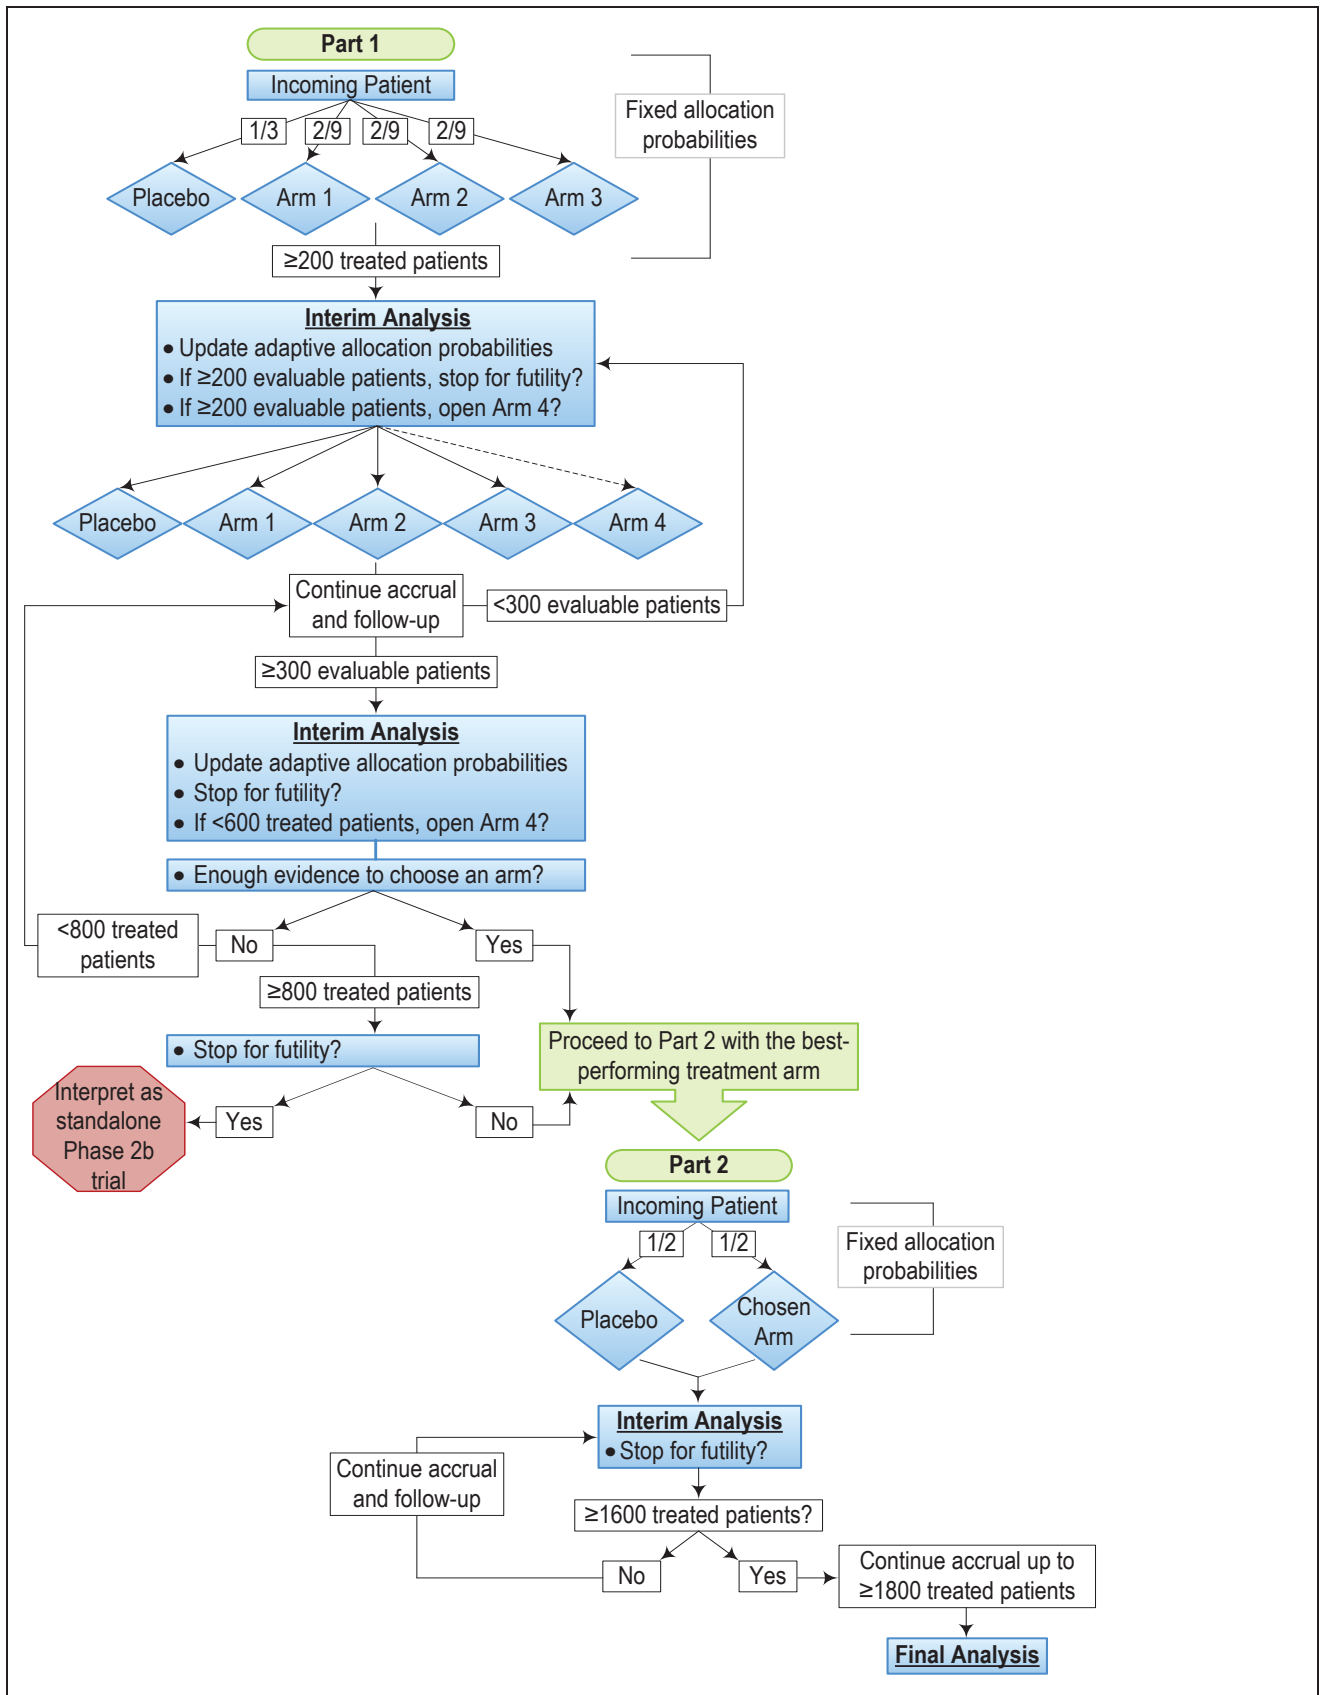 Part 1
Incoming Patient
Fixed allocation
probabilities
1/3
2/9
2/9
2/9
Placebo
Arm 1
Arm 2
Arm 3
≥200 treated patients
Interim Analysis
• Update adaptive allocation probabilities
• If ≥200 evaluable patients, stop for futility?
• If ≥200 evaluable patients, open Arm 4?
Placebo
Arm 1
Arm 2
Arm 3
Arm 4
Continue accrual
and follow-up
<300 evaluable patients
≥300 evaluable patients
Interim Analysis
• Update adaptive allocation probabilities
• Stop for futility?
• If <600 treated patients, open Arm 4?
• Enough evidence to choose an arm?
<800 treated
patients
No
Yes
≥800 treated patients
• Stop for futility?
Proceed to Part 2 with the best-
performing treatment arm
Interpret as
standalone
Phase 2b
trial
Yes
No
Part 2
Incoming Patient
1/2
1/2
Fixed allocation
probabilities
Placebo
Chosen
Arm
Interim Analysis
• Stop for futility?
Continue accrual
and follow-up
≥1600 treated patients?
No
Yes
Continue accrual up to
≥1800 treated patients
Final Analysis